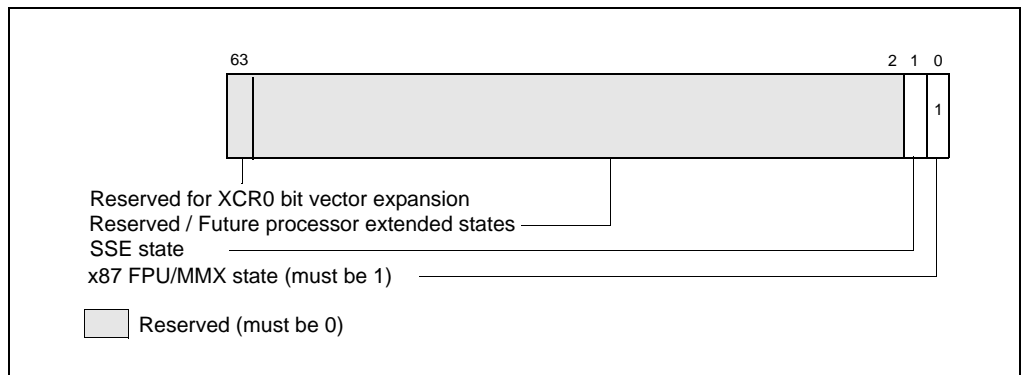 63 2 1 0
1
Reserved for XCR0 bit vector expansion
Reserved / Future processor extended states
SSE state
x87 FPU/MMX state (must be 1)
Reserved (must be 0)